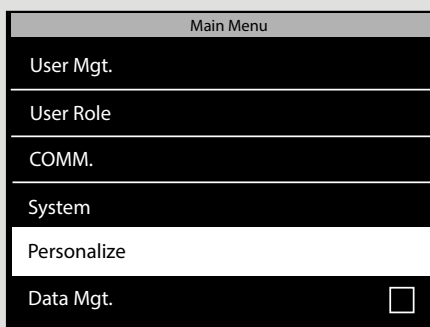 Main Menu
User Mgt.
User Role
COMM.
System
Personalize
Data Mgt.